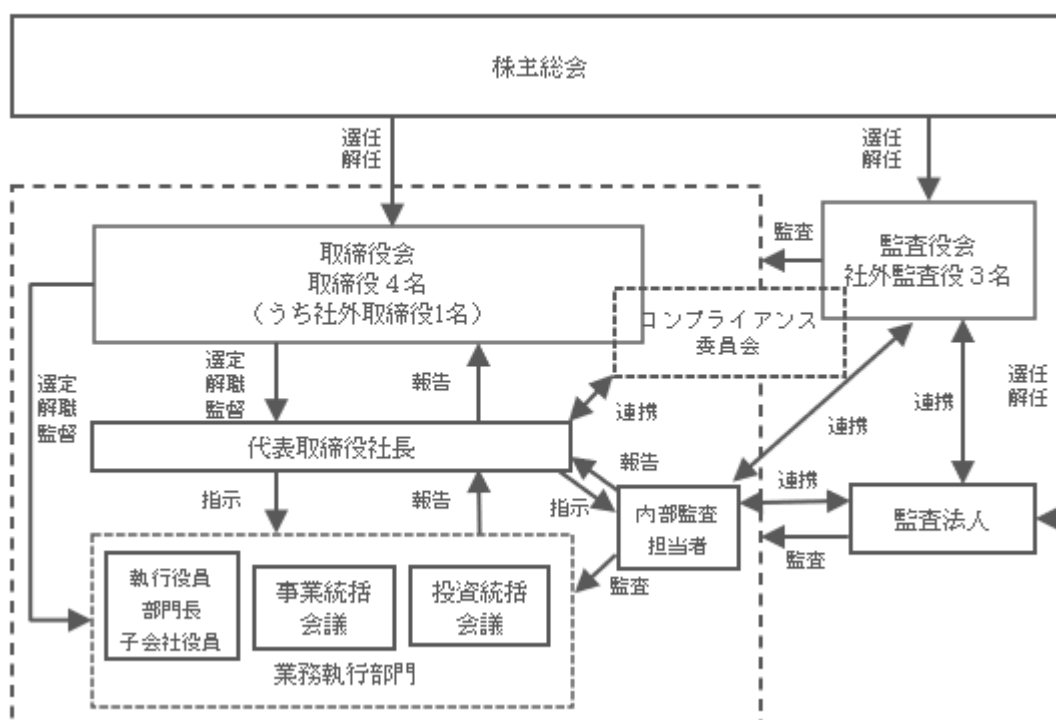 株主総会
選任
解任
選任
解任
取締役会
取締役４名
（うち社外取締役1名）
監査
監査役会
社外監査役３名
コンプライアンス
委員会
選定
解職
監督
選定
解職
監督
報告
連携
連携
連携
選任
解任
代表取締役社長
指示
報告
指示
報告
内部監査
担当者
連携
監査
監査法人
監査
執行役員
部門長
子会社役員
事業統括
会議
投資統括
会議
業務執行部門